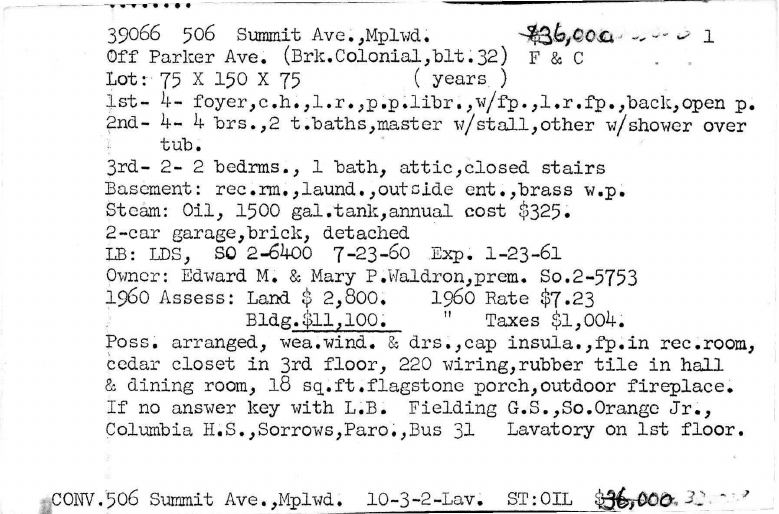 39066 506 Summit Ave.,Mplwd. $36,000 1
Off Parker Ave. (Brk.Colonial,blt.32) F & C
Lot: 75 X 150 X 75 ( years )
1st- 4- foyer,c.h.,l.r.,p.p.libr.,w/fp.,l.r.fp.,back,open p.
2nd- 4- 4 brs.,2 t.baths,master w/stall,other w/shower over
tub.
3rd- 2- 2 bedrms., 1 bath, attic,closed stairs
Basement: rec.rm.,laund.,outside ent.,brass w.p.
Steam: Oil, 1500 gal.tank,annual cost $325.
2-car garage,brick, detached
LB: LDS, SO 2-6400 7-23-60 Exp. 1-23-61
Owner: Edward M. & Mary P.Waldron,prem. So.2-5753
1960 Assess: Land $ 2,800. 1960 Rate $7.23
Bldg.$11,100. " Taxes $1,004.
Poss. arranged, wea.wind. & drs.,cap insula.,fp.in rec.room,
cedar closet in 3rd floor, 220 wiring,rubber tile in hall
& dining room, 18 sq.ft.flagstone porch,outdoor fireplace.
If no answer key with L.B. Fielding G.S.,So.Orange Jr.,
Columbia H.S.,Sorrows,Paro.,Bus 31 Lavatory on 1st floor.
CONV.506 Summit Ave.,Mplwd. 10-3-2-Lav. ST:OIL $36,000